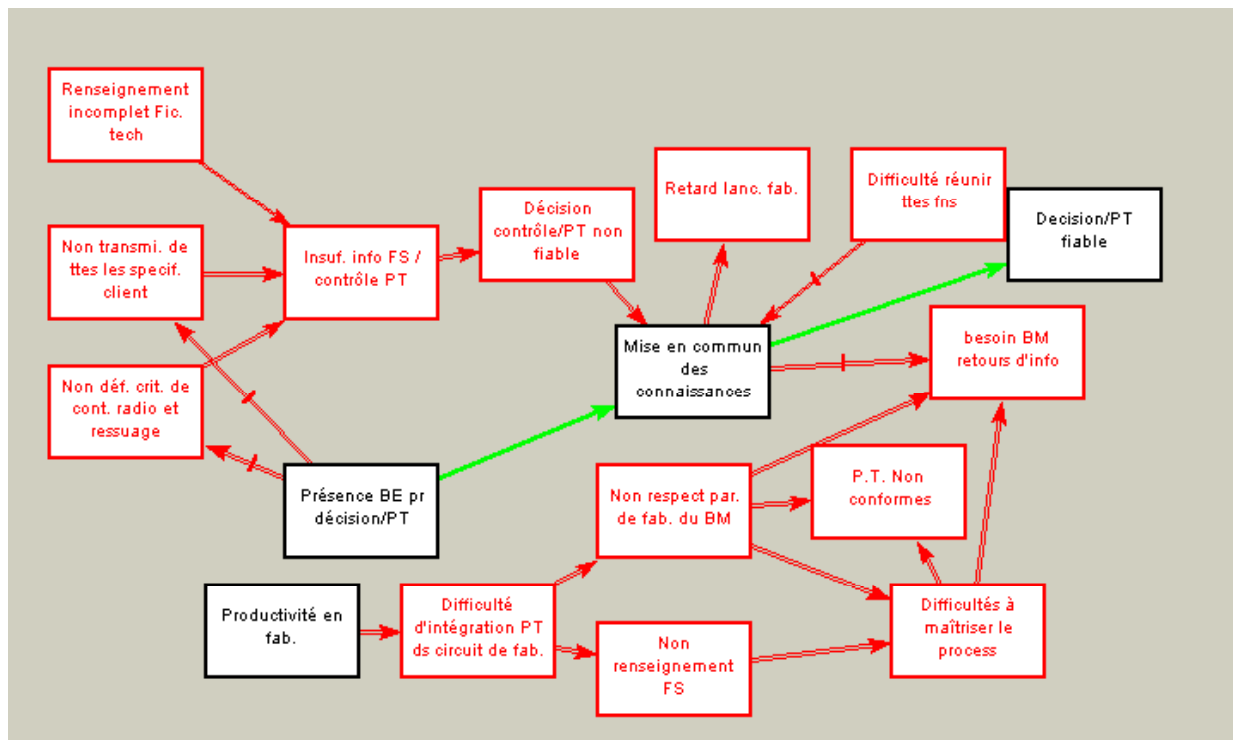 Renseignement
incomplet Fic.
tech
Non transmi. de
ttes les specif.
client
Non déf. crit. de
cont. radio et
ressuage
Insuf. info FS /
contrôle PT
Décision
contrôle/PT non
fiable
Retard lanc. fab.
Difficulté réunir
ttes fns
Decision/PT
fiable
Mise en commun
des
connaissances
besoin BM
retours d'info
Présence BE pr
décision/PT
Non respect par.
de fab. du BM
P.T. Non
conformes
Productivité en
fab.
Difficulté
d'intégration PT
ds circuit de fab.
Non
renseignement
FS
Difficultés à
maîtriser le
process